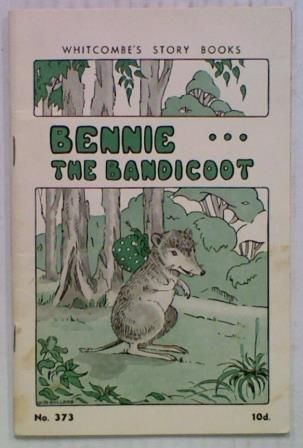 WHITCOMBE'S STORY BOOKS
BENNIE ...
THE BANDICOOT
No. 373
10d.